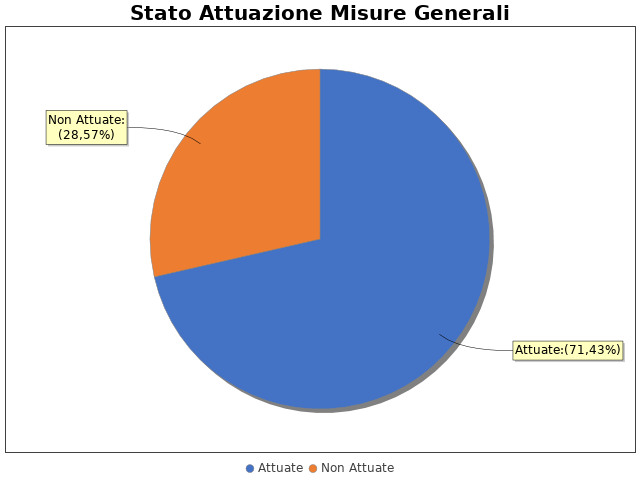 Stato Attuazione Misure Generali
Non Attuate:
(28,57%)
Attuate:(71,43%)
Attuate Non Attuate